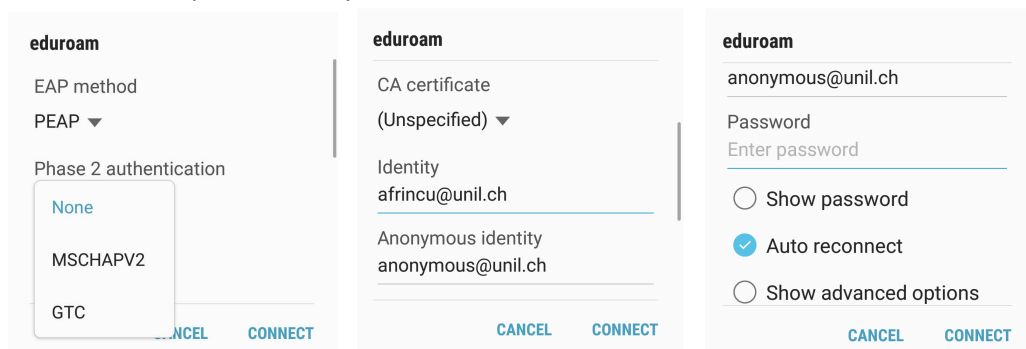 eduroam
EAP method
PEAP
Phase 2 authentication
None
MSCHAPV2
GTC
CONNECT
eduroam
CA certificate
(Unspecified)
Identity
afrincu@unil.ch
Anonymous identity
anonymous@unil.ch
CANCEL CONNECT
eduroam
anonymous@unil.ch
Password
Enter password
Show password
Auto reconnect
Show advanced options
CANCEL CONNECT